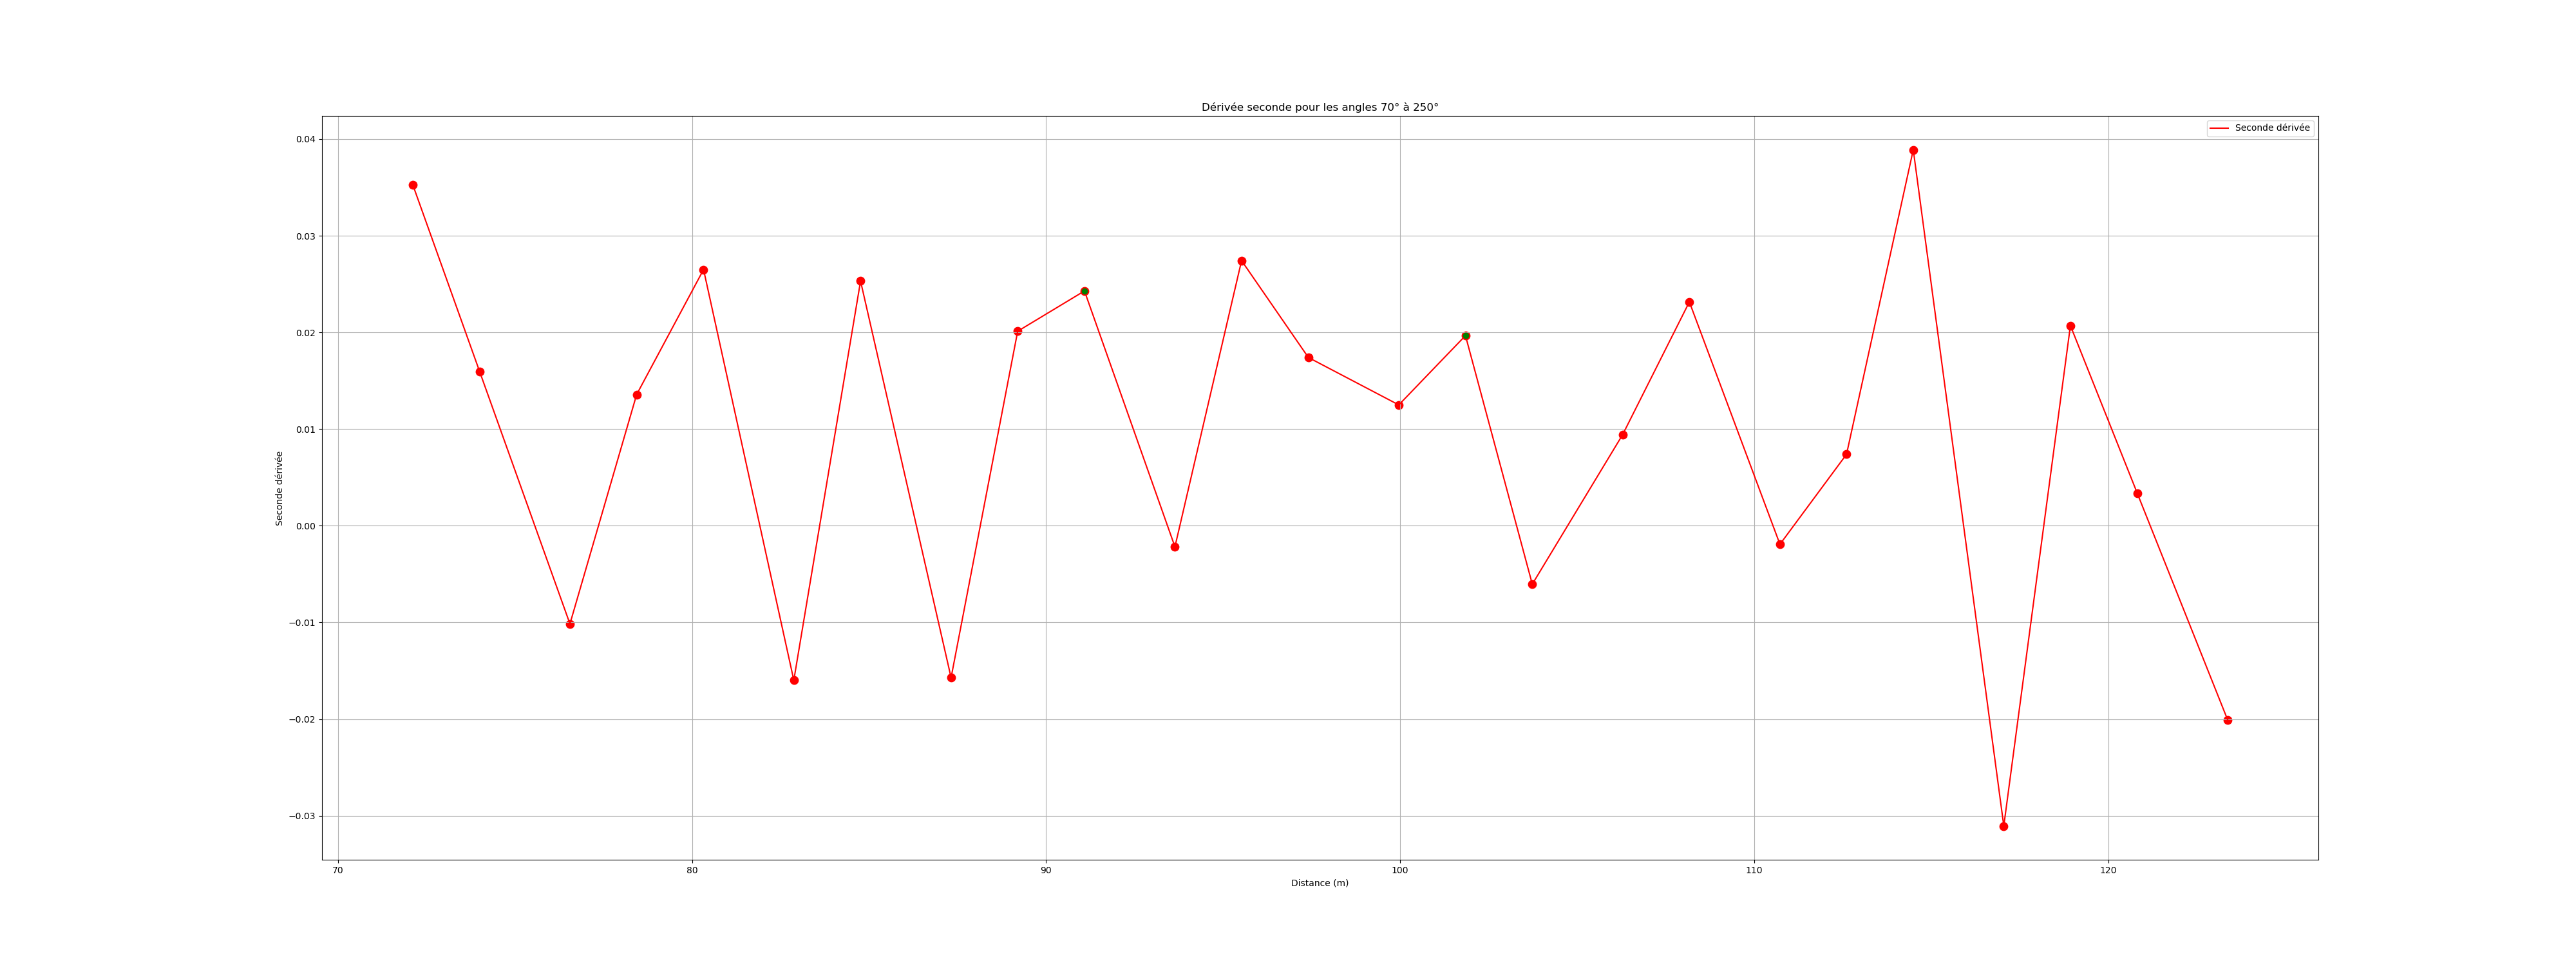 Dérivée seconde pour les angles 70° à 250°
Seconde dérivée
0.04
0.03
0.02
0.01
0.00
−0.01
−0.02
−0.03
Seconde dérivée
70 80 90 100 110 120
Distance (m)